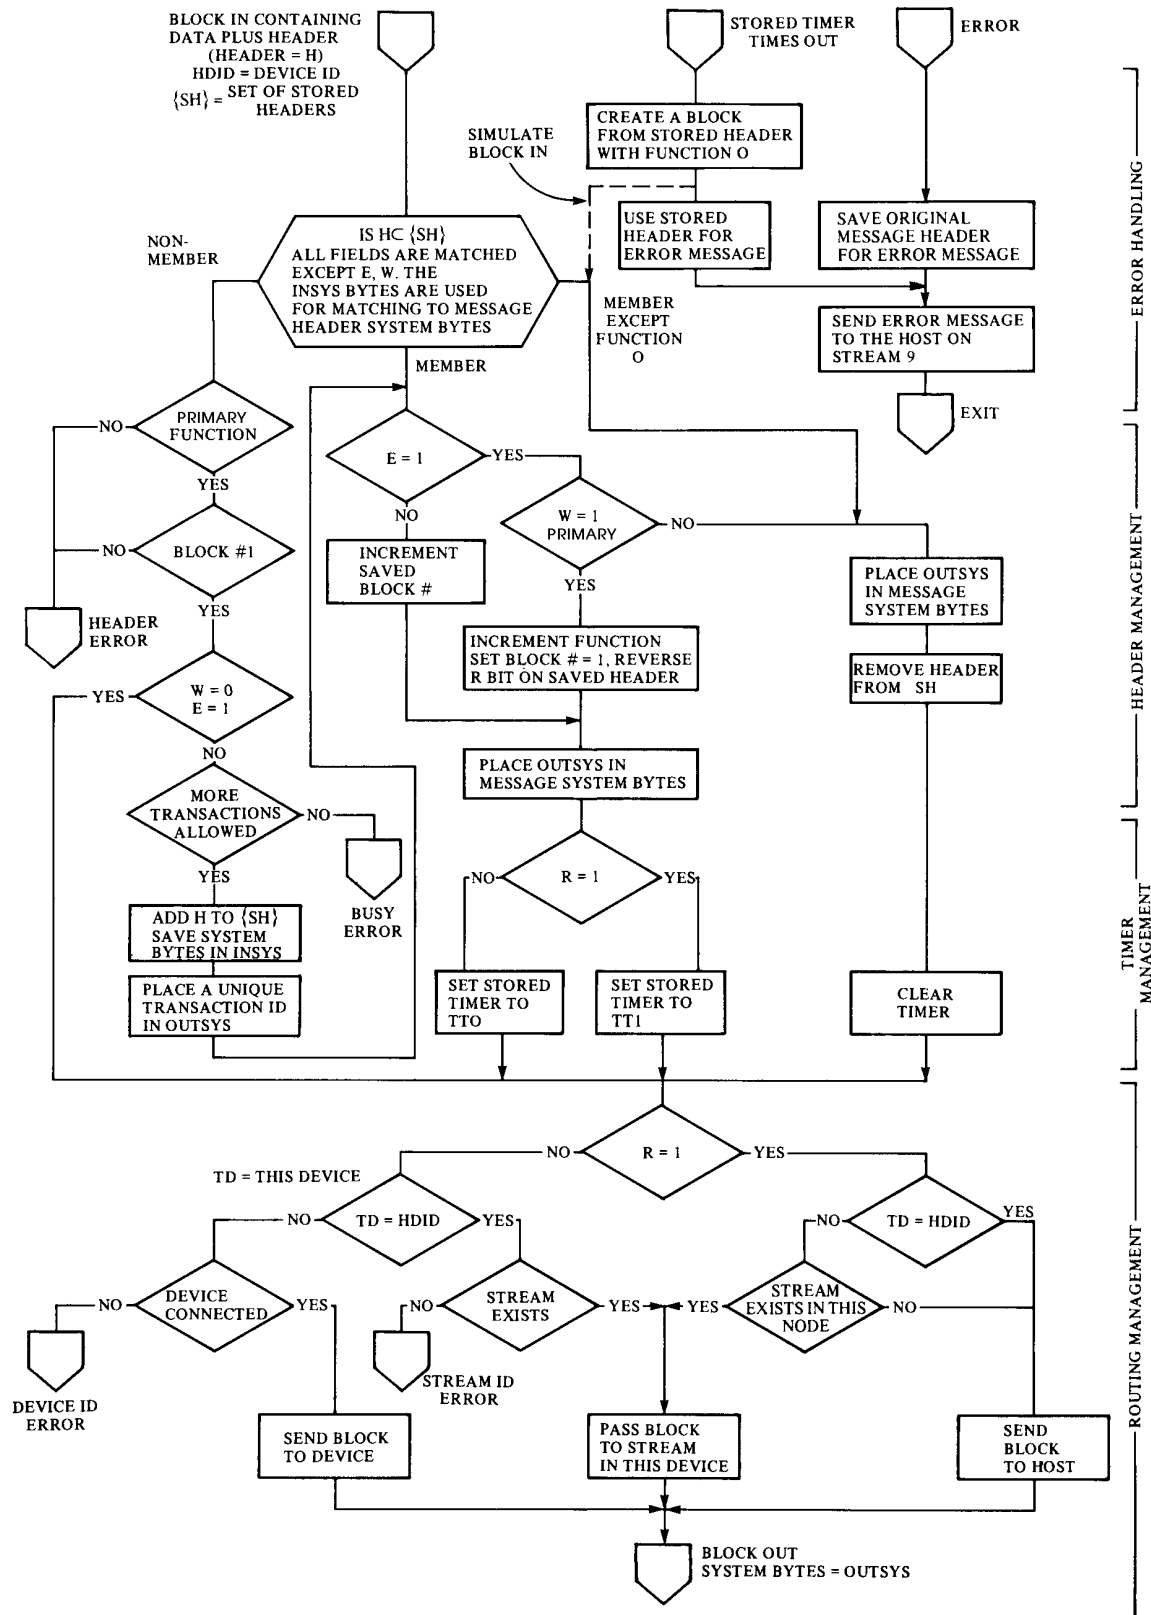 BLOCK IN CONTAINING
DATA PLUS HEADER
(HEADER = H)
HDID = DEVICE ID
{SH} = SET OF STORED
HEADERS
STORED TIMER
TIMES OUT
ERROR
SIMULATE
BLOCK IN
CREATE A BLOCK
FROM STORED HEADER
WITH FUNCTION O
USE STORED
HEADER FOR
ERROR MESSAGE
SAVE ORIGINAL
MESSAGE HEADER
FOR ERROR MESSAGE
SEND ERROR MESSAGE
TO THE HOST ON
STREAM 9
EXIT
ERROR HANDLING
NON-
MEMBER
IS H⊂ {SH}
ALL FIELDS ARE MATCHED
EXCEPT E, W. THE
INSYS BYTES ARE USED
FOR MATCHING TO MESSAGE
HEADER SYSTEM BYTES
MEMBER
EXCEPT
FUNCTION
O
MEMBER
PRIMARY
FUNCTION
NO
YES
BLOCK #1
NO
YES
HEADER
ERROR
W = 0
E = 1
YES
NO
MORE
TRANSACTIONS
ALLOWED
NO
YES
BUSY
ERROR
ADD H TO {SH}
SAVE SYSTEM
BYTES IN INSYS
PLACE A UNIQUE
TRANSACTION ID
IN OUTSYS
E = 1
YES
NO
INCREMENT
SAVED
BLOCK #
W = 1
PRIMARY
NO
YES
INCREMENT FUNCTION
SET BLOCK # = 1, REVERSE
R BIT ON SAVED HEADER
PLACE OUTSYS IN
MESSAGE SYSTEM BYTES
PLACE OUTSYS
IN MESSAGE
SYSTEM BYTES
REMOVE HEADER
FROM SH
HEADER MANAGEMENT
R = 1
NO
YES
SET STORED
TIMER TO
TTO
SET STORED
TIMER TO
TT1
CLEAR
TIMER
TIMER
MANAGEMENT
R = 1
NO
YES
TD = THIS DEVICE
TD = HDID
NO
YES
TD = HDID
NO
YES
DEVICE
CONNECTED
NO
YES
STREAM
EXISTS
NO
YES
STREAM
EXISTS IN THIS
NODE
YES
NO
DEVICE ID
ERROR
STREAM ID
ERROR
SEND BLOCK
TO DEVICE
PASS BLOCK
TO STREAM
IN THIS DEVICE
SEND
BLOCK
TO HOST
BLOCK OUT
SYSTEM BYTES = OUTSYS
ROUTING MANAGEMENT